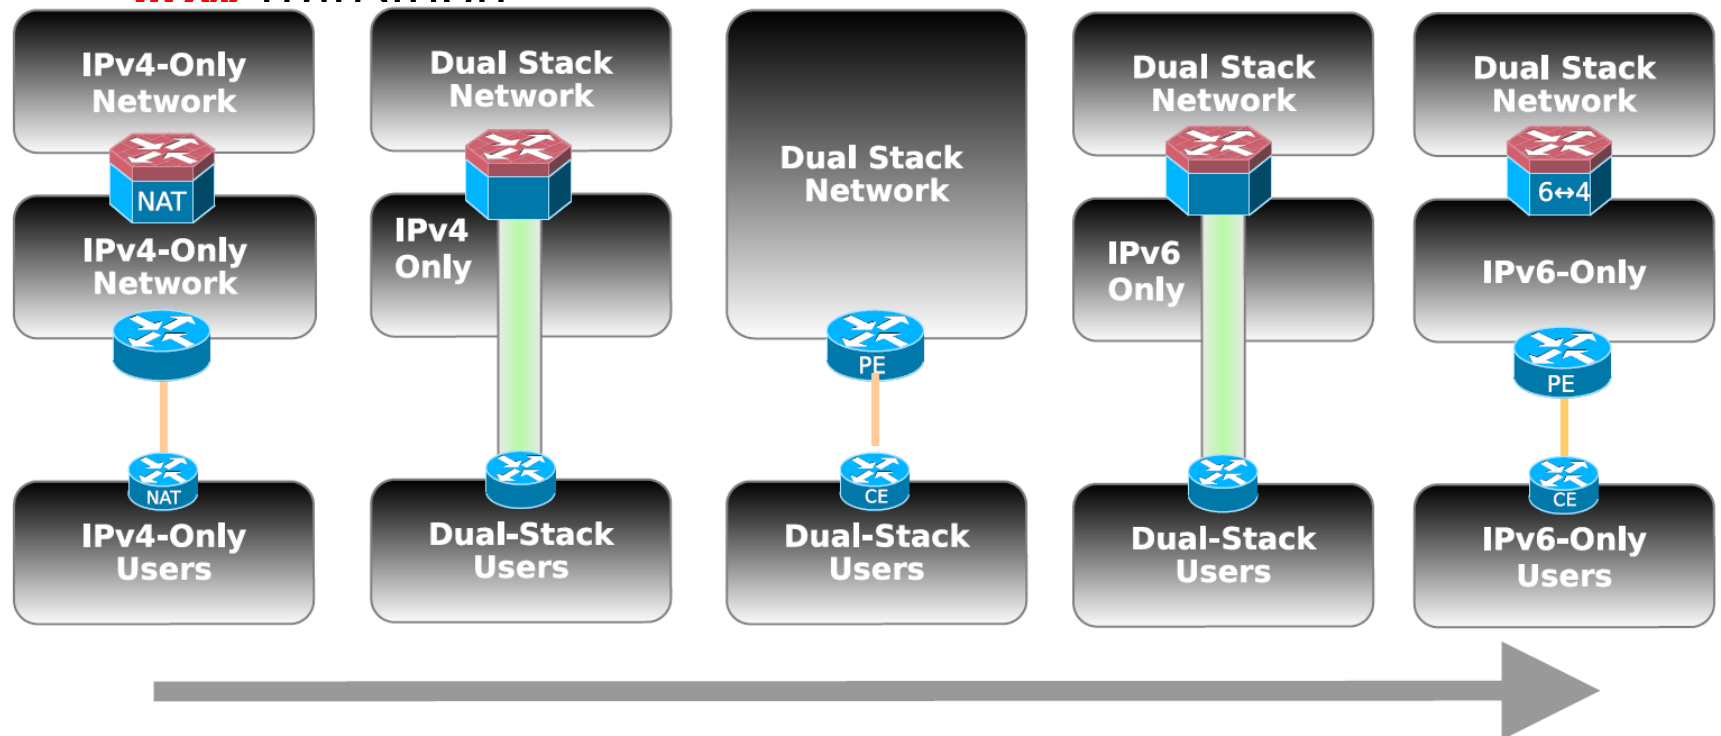 IPv4-Only
Network
NAT
IPv4-Only
Network
NAT
IPv4-Only
Users
Dual Stack
Network
IPv4
Only
Dual-Stack
Users
Dual Stack
Network
PE
CE
Dual-Stack
Users
Dual Stack
Network
IPv6
Only
Dual-Stack
Users
Dual Stack
Network
6↔4
IPv6-Only
PE
CE
IPv6-Only
Users